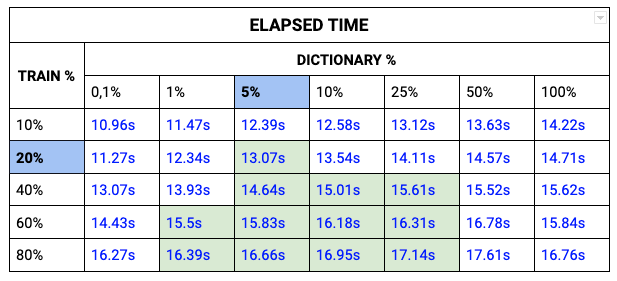 ELAPSED TIME
TRAIN %
DICTIONARY %
0,1% 1% 5% 10% 25% 50% 100%
10% 10.96s 11.47s 12.39s 12.58s 13.12s 13.63s 14.22s
20% 11.27s 12.34s 13.07s 13.54s 14.11s 14.57s 14.71s
40% 13.07s 13.93s 14.64s 15.01s 15.61s 15.52s 15.62s
60% 14.43s 15.5s 15.83s 16.18s 16.31s 16.78s 15.84s
80% 16.27s 16.39s 16.66s 16.95s 17.14s 17.61s 16.76s